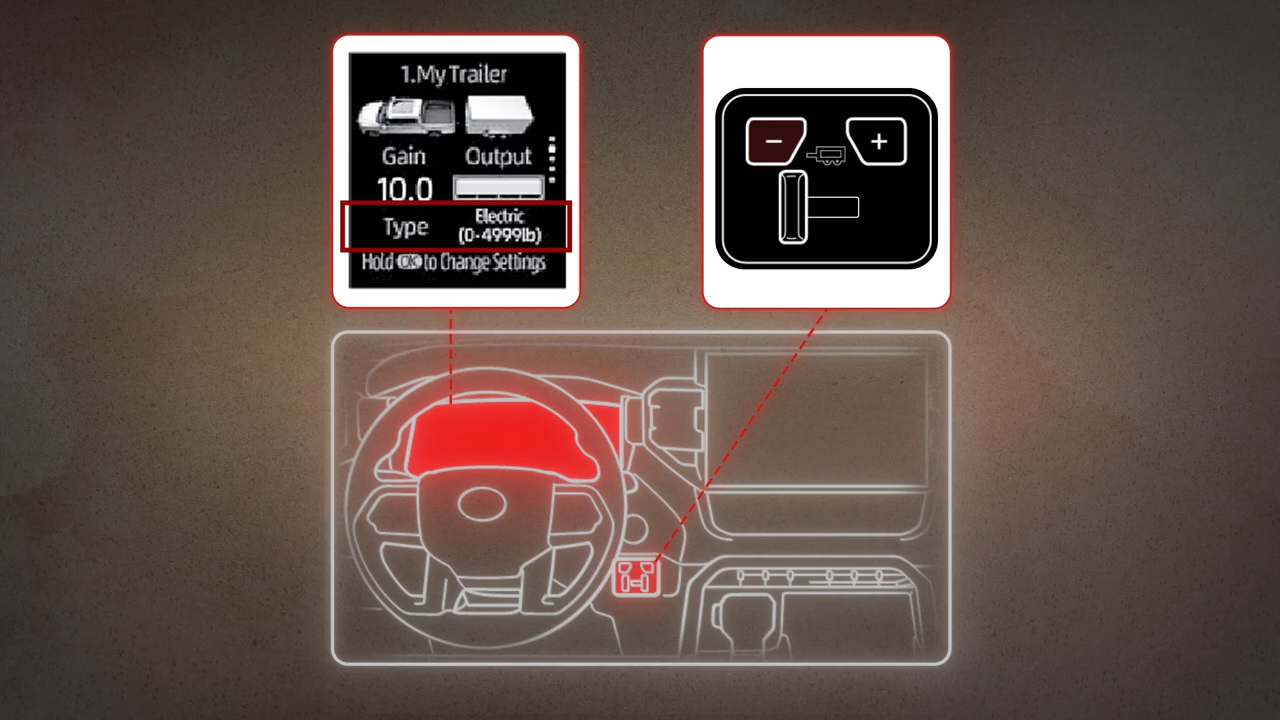 1.My Trailer
Gain Output
10.0
Type Electric
(0-4999lb)
Hold OK to Change Settings
- +